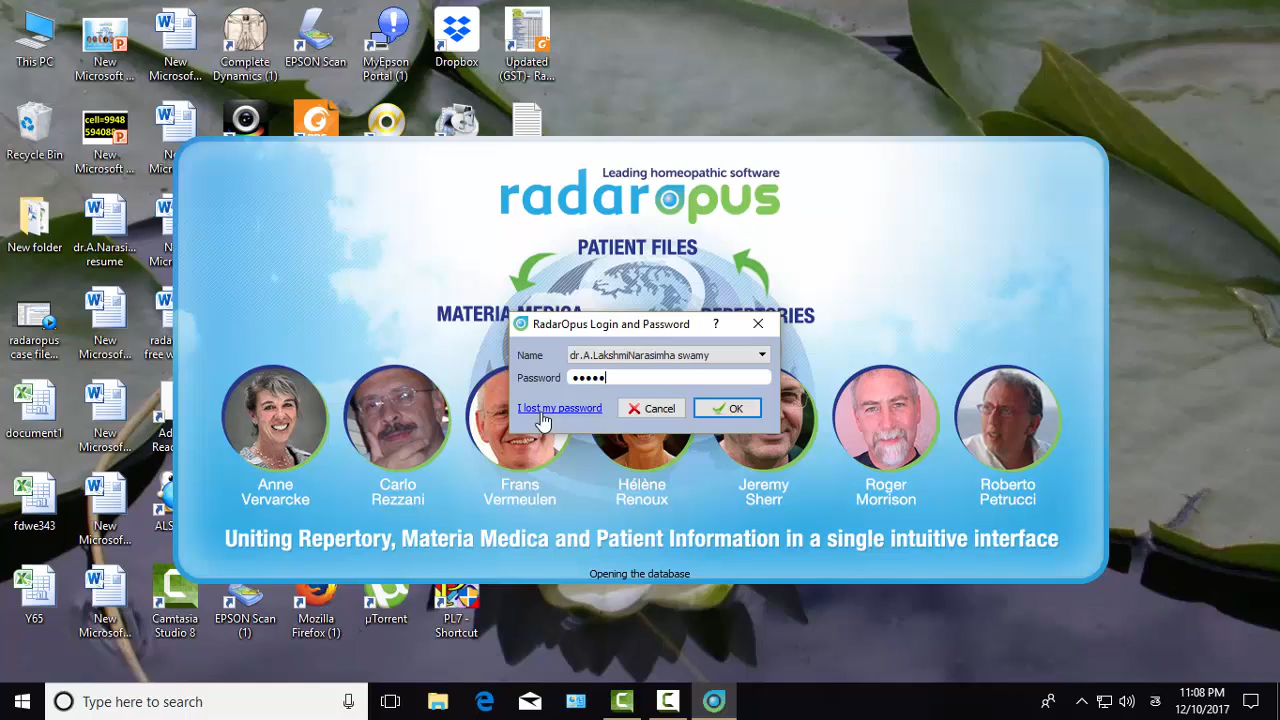 This PC
New Microsoft ...
New Microsof...
Complete Dynamics (1)
EPSON Scan
MyEpson Portal (1)
Dropbox
Updated (GST)- Ra...
Recycle Bin
cell=9948
594088
New Microsoft ...
New folder
dr.A.Narasi... resume
radaropus case file...
New Microsof...
document1
New Microsof...
fdwe343
New Microsof...
Y65
New Microsof...
Camtasia Studio 8
EPSON Scan (1)
Mozilla Firefox (1)
µTorrent
PL7 - Shortcut
Leading homeopathic software
radaropus
PATIENT FILES
RadarOpus Login and Password
?
Name
dr.A.LakshmiNarasimha swamy
Password
•••••
I lost my password
Cancel
OK
Anne Vervarcke
Carlo Rezzani
Frans Vermeulen
Hélène Renoux
Jeremy Sherr
Roger Morrison
Roberto Petrucci
Uniting Repertory, Materia Medica and Patient Information in a single intuitive interface
Opening the database
Type here to search
11:08 PM
12/10/2017